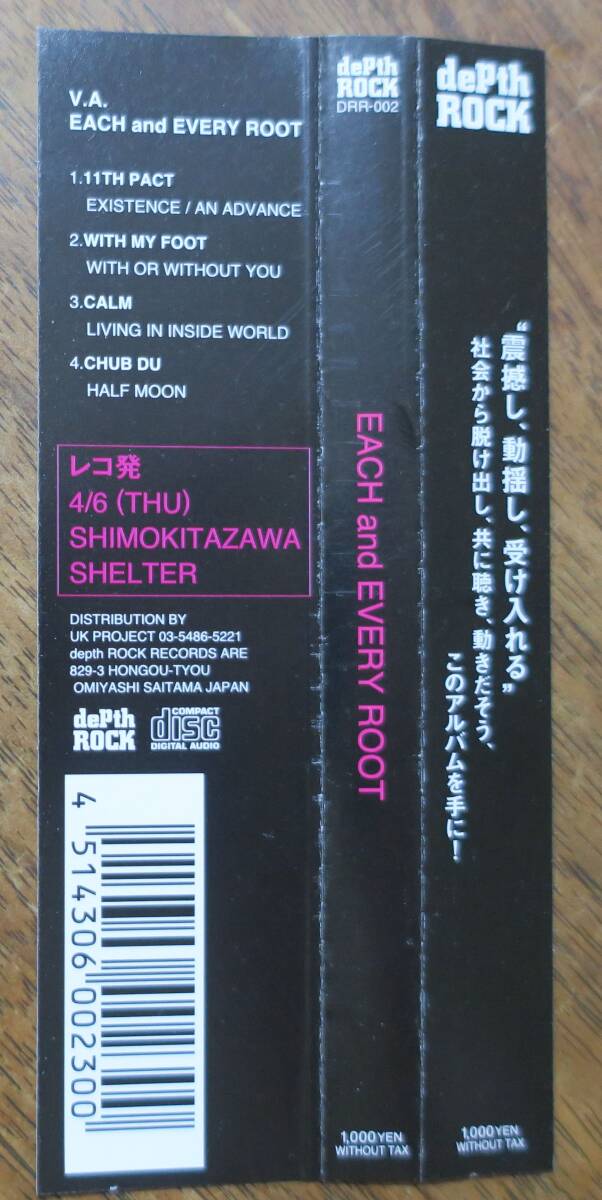 V.A.
EACH and EVERY ROOT
1.11TH PACT
EXISTENCE / AN ADVANCE
2.WITH MY FOOT
WITH OR WITHOUT YOU
3.CALM
LIVING IN INSIDE WORLD
4.CHUB DU
HALF MOON
レコ発
4/6 (THU)
SHIMOKITAZAWA
SHELTER
DISTRIBUTION BY
UK PROJECT 03-5486-5221
depth ROCK RECORDS ARE
829-3 HONGOU-TYOU
OMIYASHI SAITAMA JAPAN
dePth
ROCK
COMPACT
disc
DIGITAL AUDIO
4 514306 002300
dePth
ROCK
DRR-002
EACH and EVERY ROOT
1,000YEN
WITHOUT TAX
dePth
ROCK
“震撼し、動揺し、受け入れる”
社会から脱け出し、共に聴き、動きだそう、
このアルバムを手に！
1,000YEN
WITHOUT TAX